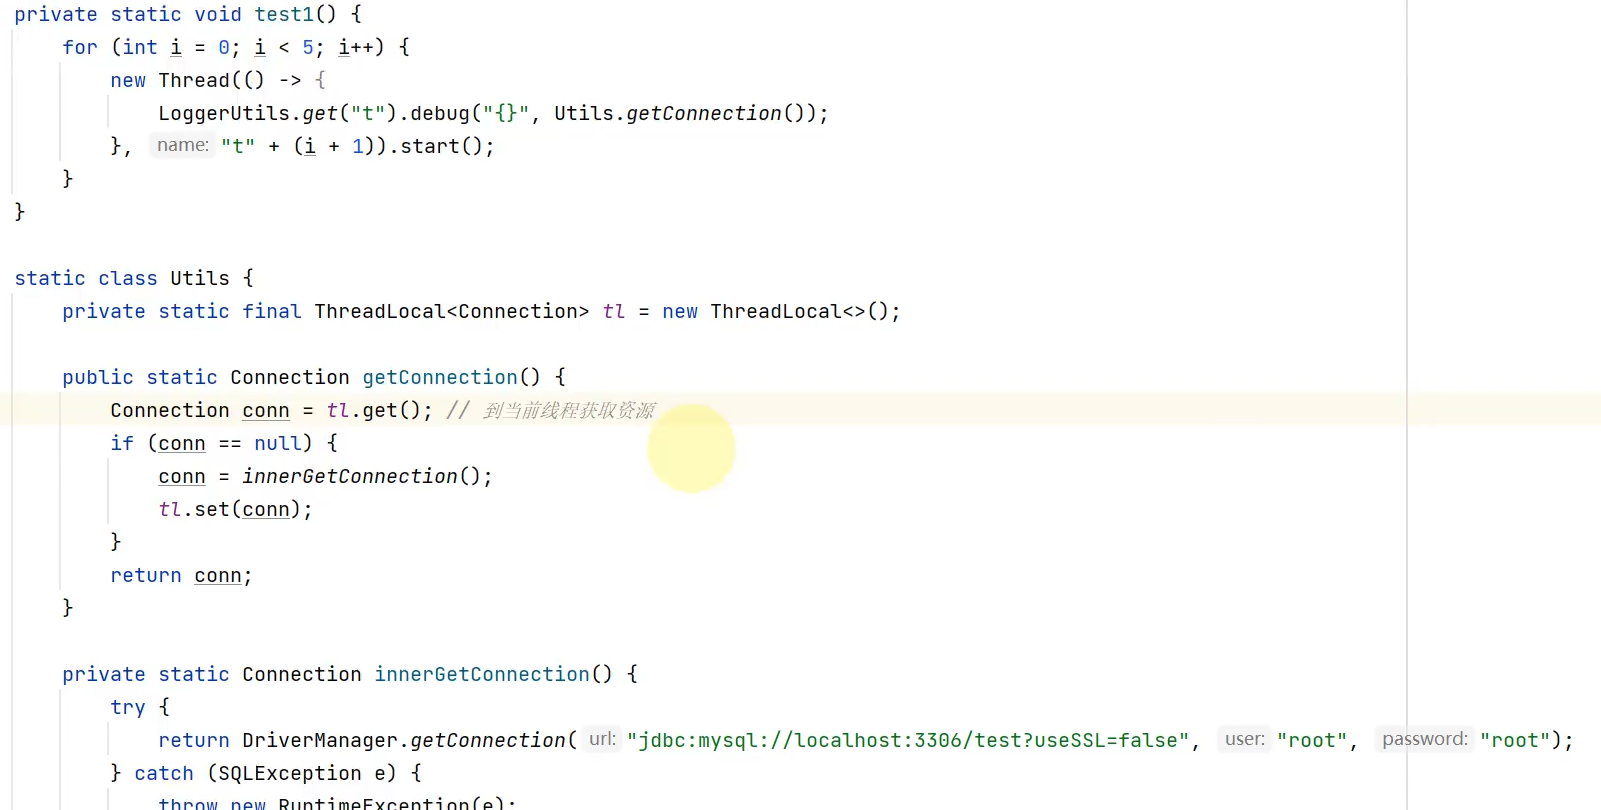 private static void test1() {
for (int i = 0; i < 5; i++) {
new Thread(() -> {
LoggerUtils.get("t").debug("{}", Utils.getConnection());
}, name: "t" + (i + 1)).start();
}
}
static class Utils {
private static final ThreadLocal<Connection> tl = new ThreadLocal<>();
public static Connection getConnection() {
Connection conn = tl.get(); // 到当前线程获取资源
if (conn == null) {
conn = innerGetConnection();
tl.set(conn);
}
return conn;
}
private static Connection innerGetConnection() {
try {
return DriverManager.getConnection( url: "jdbc:mysql://localhost:3306/test?useSSL=false", user: "root", password: "root");
} catch (SQLException e) {
throw new RuntimeException(e);